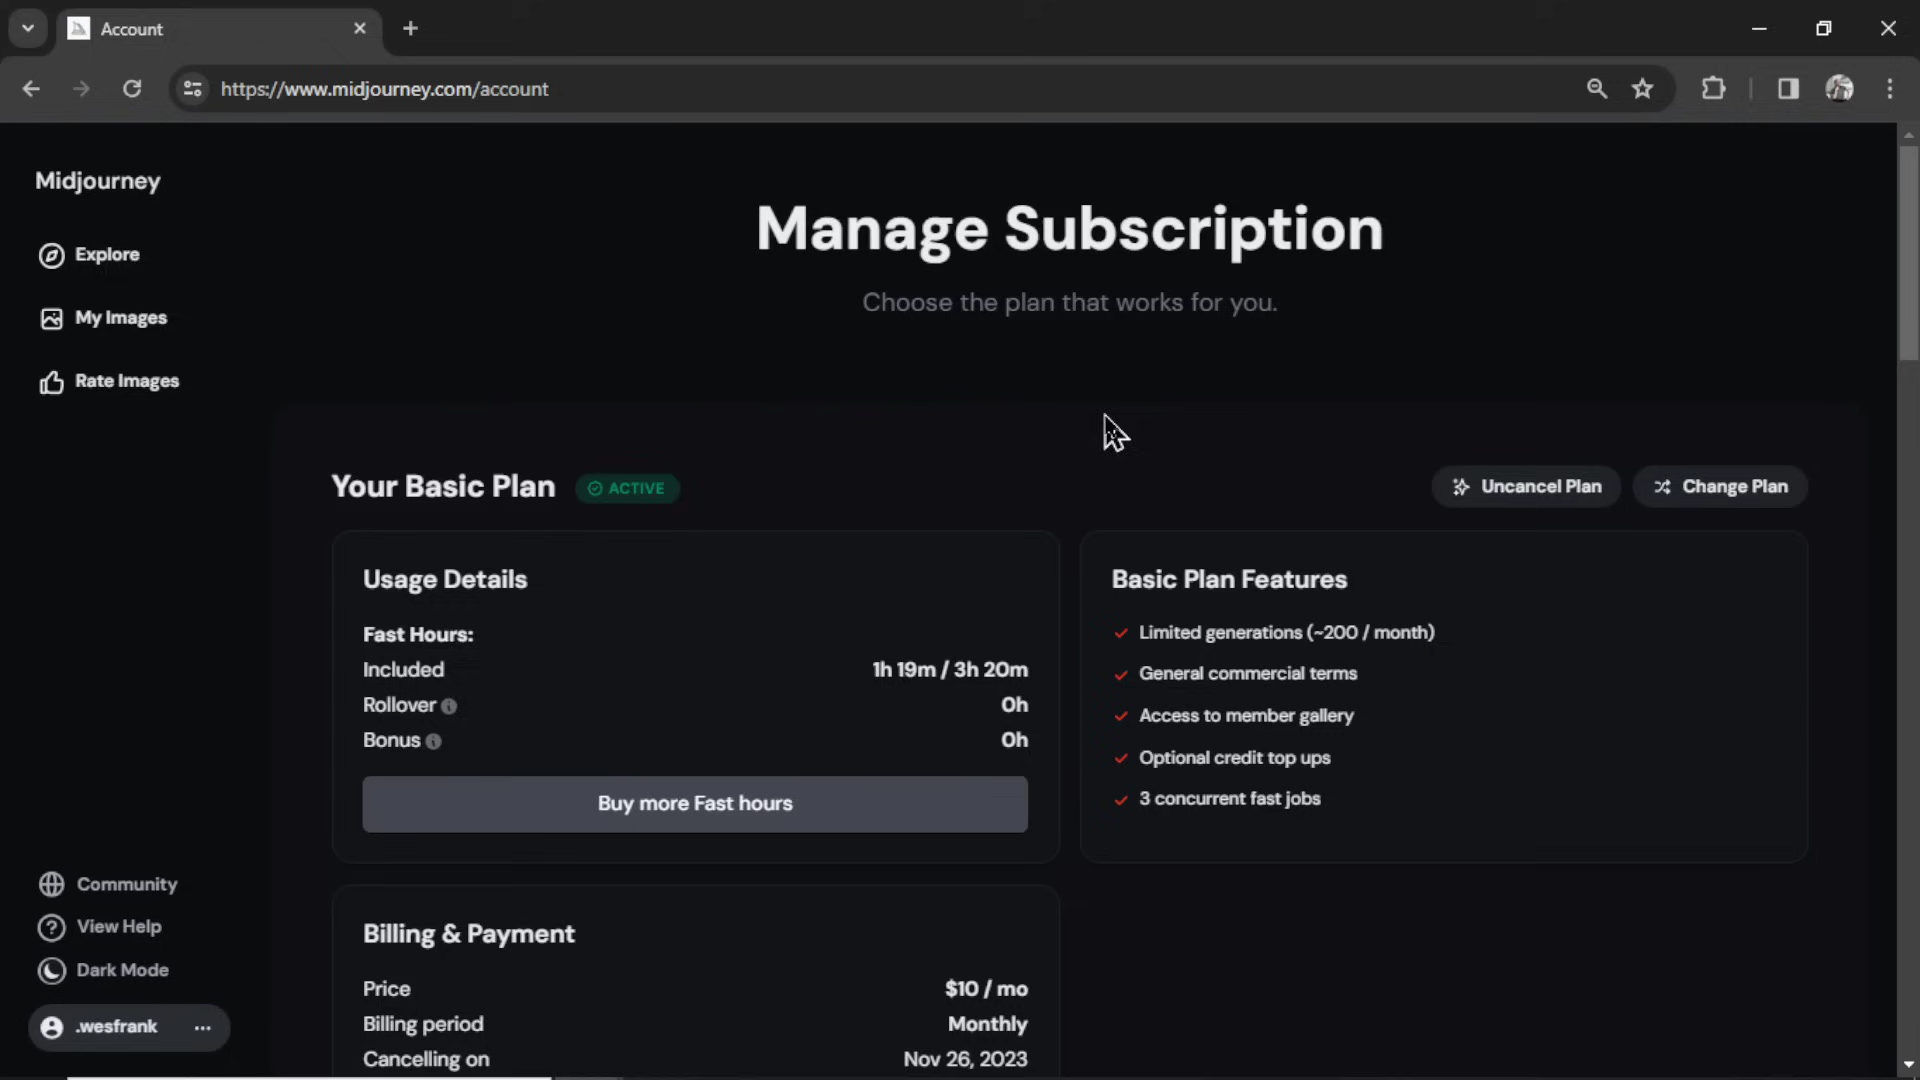 Account
https://www.midjourney.com/account
Midjourney
Explore
My Images
Rate Images
Manage Subscription
Choose the plan that works for you.
Your Basic Plan
ACTIVE
Uncancel Plan
Change Plan
Usage Details
Fast Hours:
Included 1h 19m / 3h 20m
Rollover 0h
Bonus 0h
Buy more Fast hours
Basic Plan Features
Limited generations (~200 / month)
General commercial terms
Access to member gallery
Optional credit top ups
3 concurrent fast jobs
Billing & Payment
Price $10 / mo
Billing period Monthly
Cancelling on Nov 26, 2023
Community
View Help
Dark Mode
.wesfrank